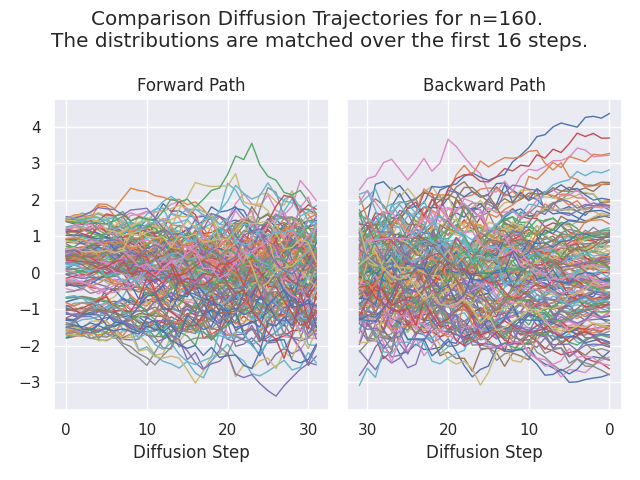 Comparison Diffusion Trajectories for n=160.
The distributions are matched over the first 16 steps.
Forward Path
Backward Path
4
3
2
1
0
−1
−2
−3
0 10 20 30
30 20 10 0
Diffusion Step
Diffusion Step